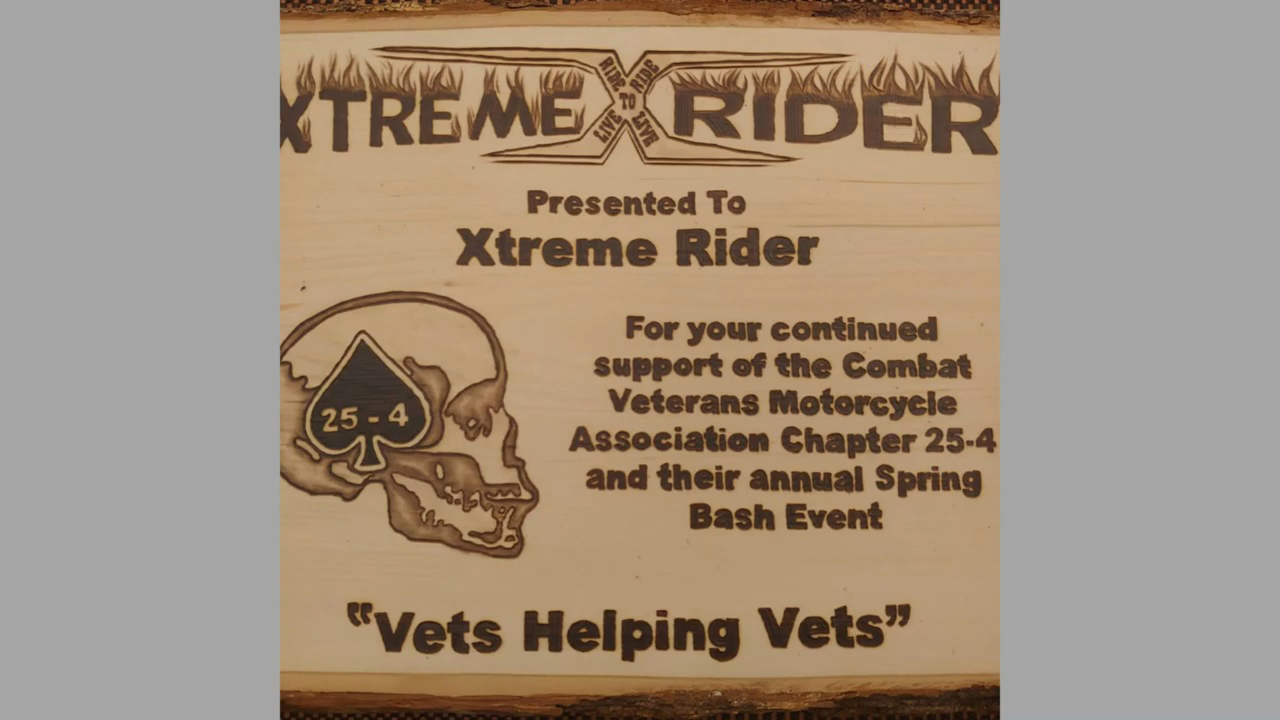 XTREME RIDER
RIDE RIDE
TO
LIVE LIVE
Presented To
Xtreme Rider
For your continued
support of the Combat
Veterans Motorcycle
Association Chapter 25-4
and their annual Spring
Bash Event
25 - 4
"Vets Helping Vets”